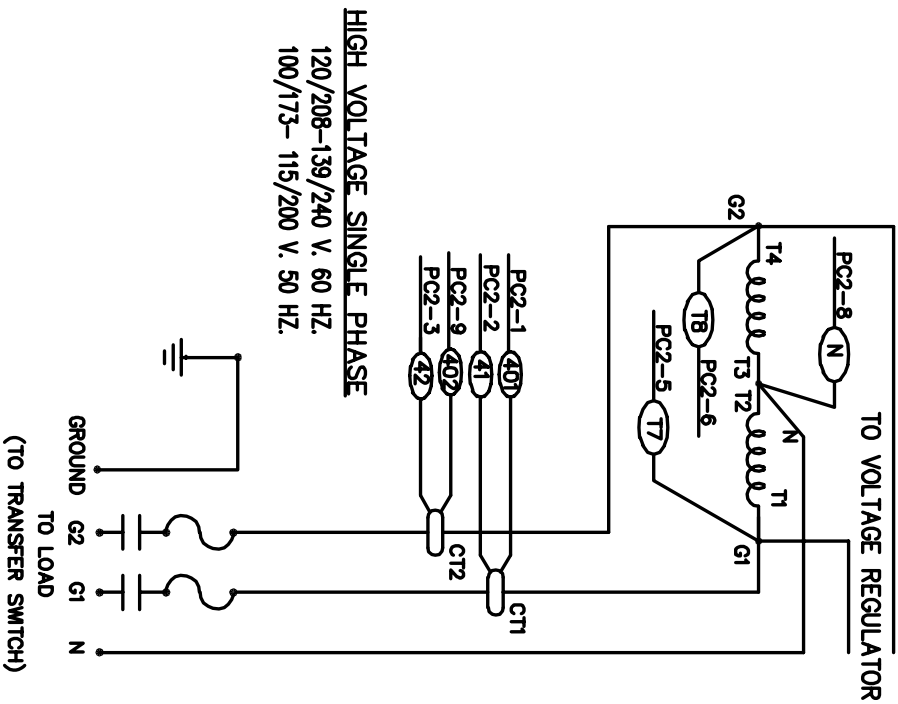 TO VOLTAGE REGULATOR
PC2-8
N
G2
T4
T3
T2
T1
G1
N
T8
PC2-6
PC2-5
T7
PC2-1
401
PC2-2
41
PC2-9
402
PC2-3
42
CT1
CT2
HIGH VOLTAGE SINGLE PHASE
120/208-139/240 V. 60 HZ.
100/173- 115/200 V. 50 HZ.
GROUND
G2
G1
N
TO LOAD
(TO TRANSFER SWITCH)